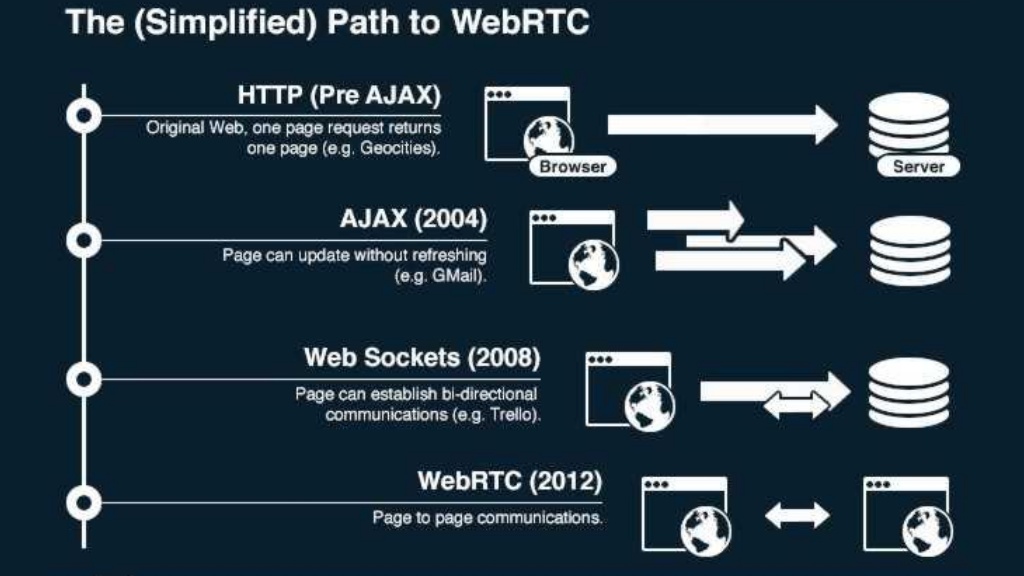 The (Simplified) Path to WebRTC
HTTP (Pre AJAX)
Original Web, one page request returns
one page (e.g. Geocities).
Browser
Server
AJAX (2004)
Page can update without refreshing
(e.g. GMail).
Web Sockets (2008)
Page can establish bi-directional
communications (e.g. Trello).
WebRTC (2012)
Page to page communications.